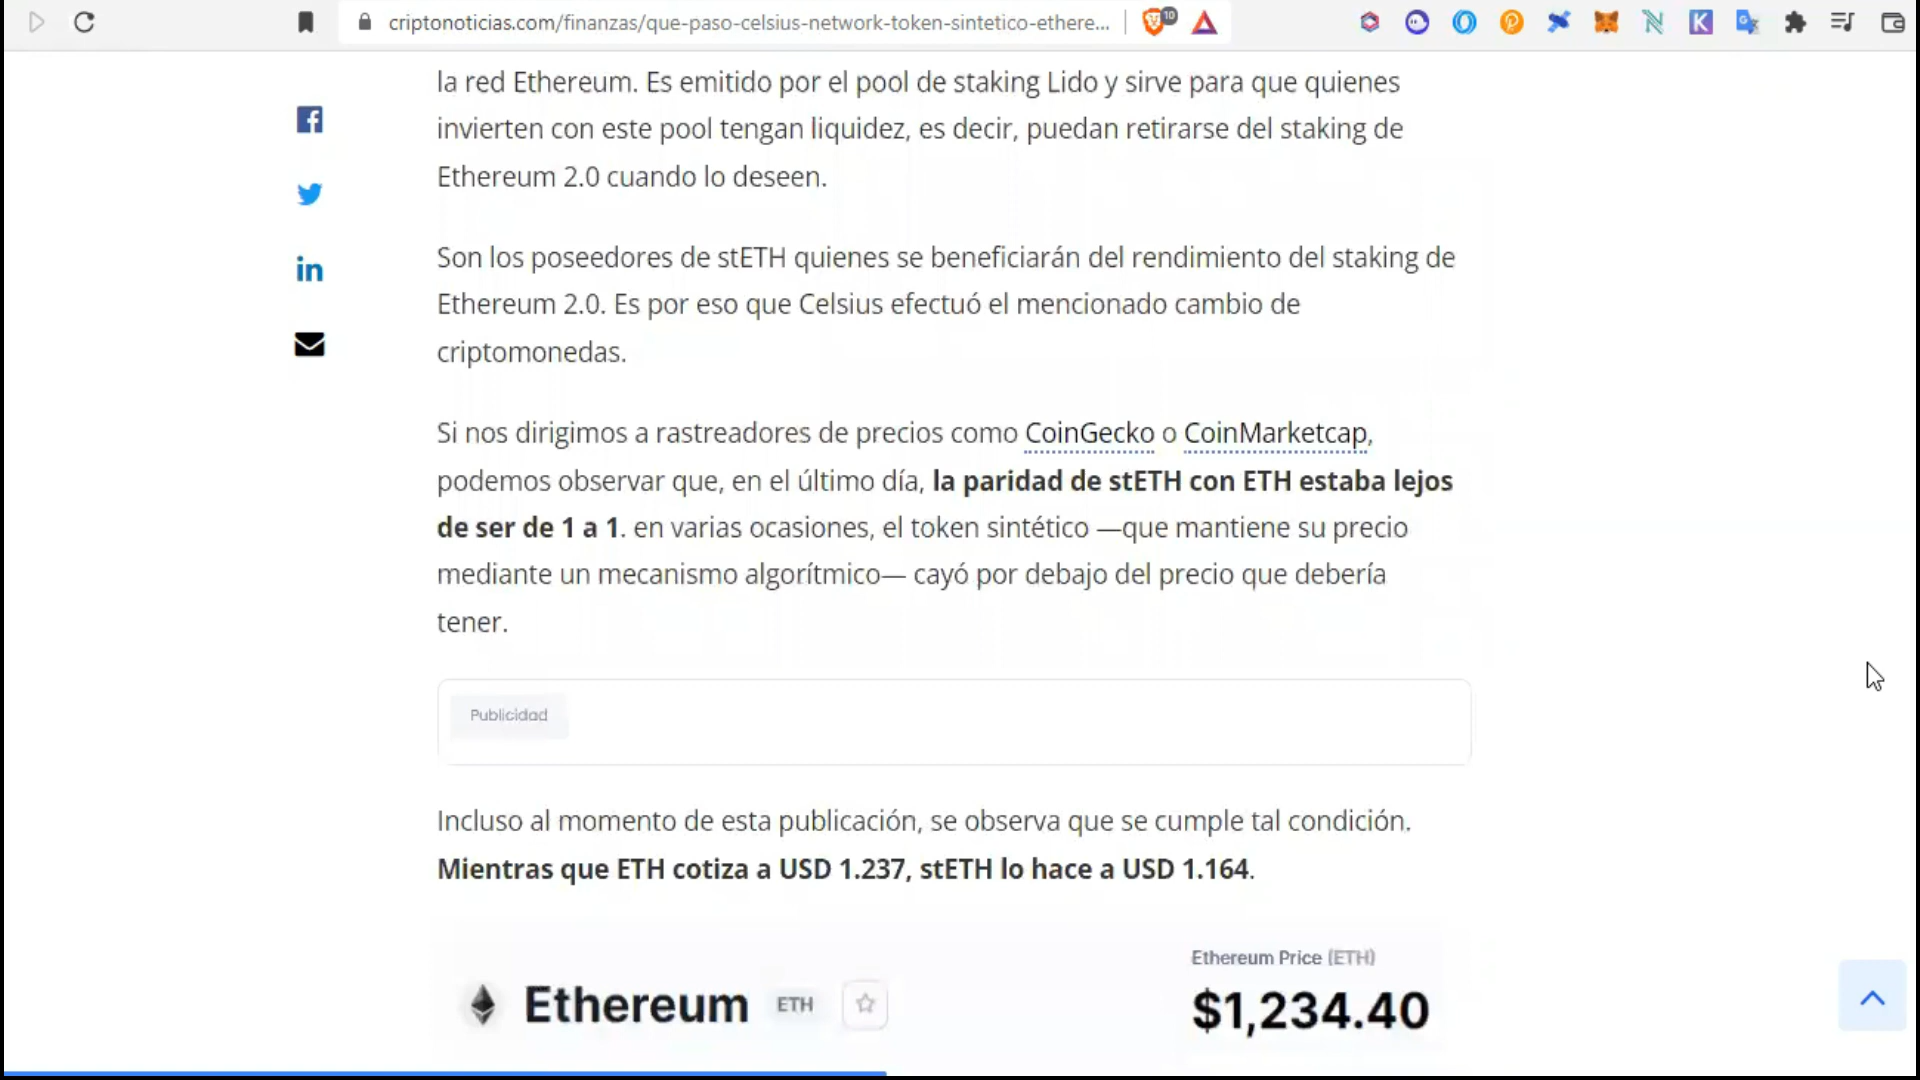 criptonoticias.com/finanzas/que-paso-celsius-network-token-sintetico-ethere...
10
la red Ethereum. Es emitido por el pool de staking Lido y sirve para que quienes
invierten con este pool tengan liquidez, es decir, puedan retirarse del staking de
Ethereum 2.0 cuando lo deseen.
Son los poseedores de stETH quienes se beneficiarán del rendimiento del staking de
Ethereum 2.0. Es por eso que Celsius efectuó el mencionado cambio de
criptomonedas.
Si nos dirigimos a rastreadores de precios como CoinGecko o CoinMarketcap,
podemos observar que, en el último día, la paridad de stETH con ETH estaba lejos
de ser de 1 a 1. en varias ocasiones, el token sintético —que mantiene su precio
mediante un mecanismo algorítmico— cayó por debajo del precio que debería
tener.
Publicidad
Incluso al momento de esta publicación, se observa que se cumple tal condición.
Mientras que ETH cotiza a USD 1.237, stETH lo hace a USD 1.164.
Ethereum Price (ETH)
Ethereum ETH
$1,234.40